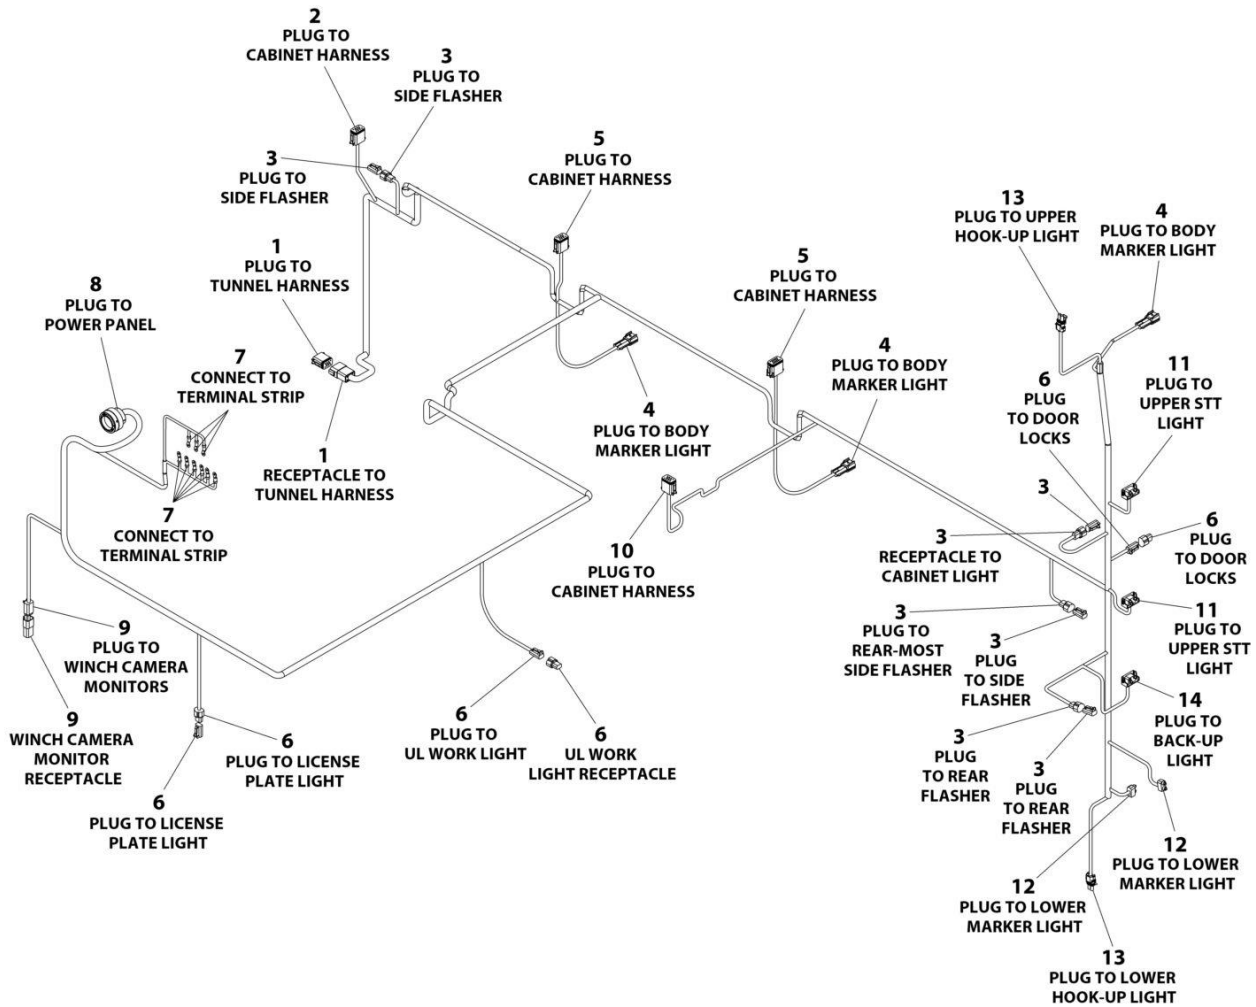 2
PLUG TO
CABINET HARNESS
3
PLUG TO
SIDE FLASHER
3
PLUG TO
SIDE FLASHER
5
PLUG TO
CABINET HARNESS
1
PLUG TO
TUNNEL HARNESS
8
PLUG TO
POWER PANEL
7
CONNECT TO
TERMINAL STRIP
5
PLUG TO
CABINET HARNESS
13
PLUG TO UPPER
HOOK-UP LIGHT
4
PLUG TO BODY
MARKER LIGHT
4
PLUG TO BODY
MARKER LIGHT
6
PLUG
TO DOOR
LOCKS
11
PLUG TO
UPPER STT
LIGHT
4
PLUG TO BODY
MARKER LIGHT
1
RECEPTACLE TO
TUNNEL HARNESS
7
CONNECT TO
TERMINAL STRIP
10
PLUG TO
CABINET HARNESS
3
3
RECEPTACLE TO
CABINET LIGHT
6
PLUG
TO DOOR
LOCKS
3
PLUG TO
REAR-MOST
SIDE FLASHER
3
PLUG
TO SIDE
FLASHER
11
PLUG TO
UPPER STT
LIGHT
9
PLUG TO
WINCH CAMERA
MONITORS
9
WINCH CAMERA
MONITOR
RECEPTACLE
6
PLUG TO LICENSE
PLATE LIGHT
6
PLUG TO LICENSE
PLATE LIGHT
6
PLUG TO
UL WORK LIGHT
6
UL WORK
LIGHT RECEPTACLE
3
PLUG
TO REAR
FLASHER
3
PLUG
TO REAR
FLASHER
14
PLUG TO
BACK-UP
LIGHT
12
PLUG TO LOWER
MARKER LIGHT
12
PLUG TO LOWER
MARKER LIGHT
13
PLUG TO LOWER
HOOK-UP LIGHT